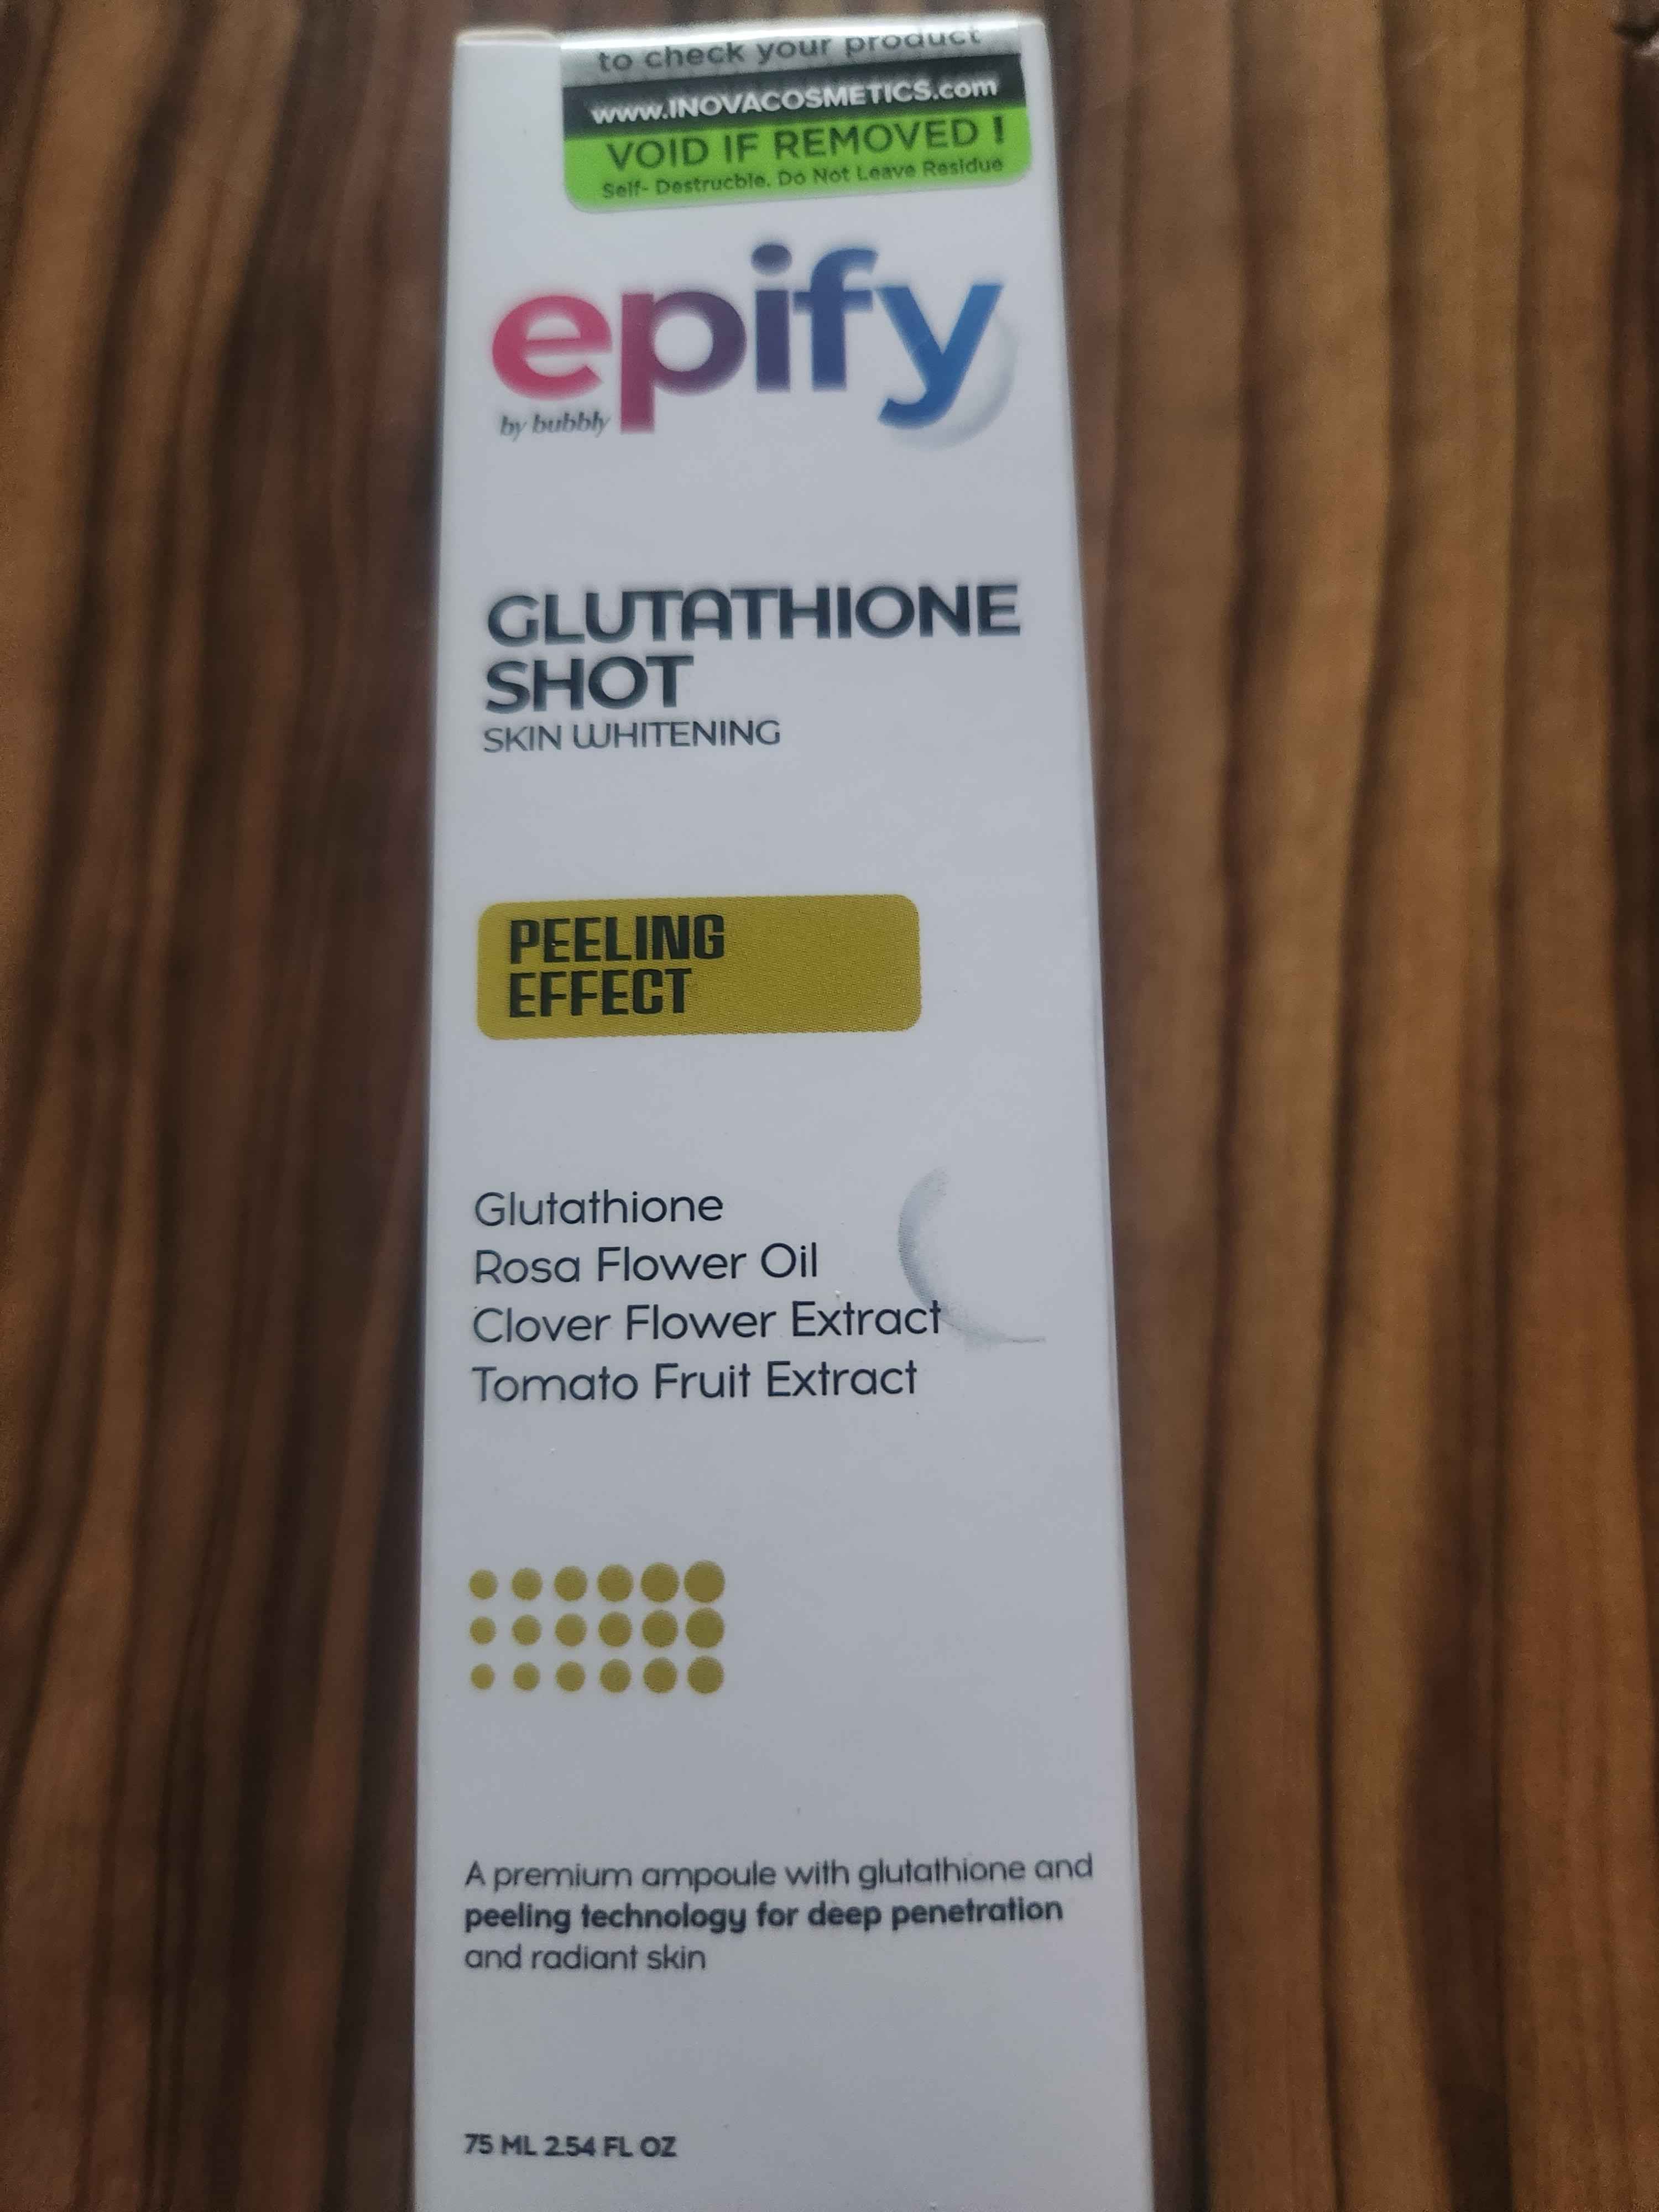 to check your product
www.INOVACOSMETICS.com
VOID IF REMOVED !
Self- Destrucble. Do Not Leave Residue
epify
by bubbly
GLUTATHIONE
SHOT
SKIN WHITENING
PEELING
EFFECT
Glutathione
Rosa Flower Oil
Clover Flower Extract
Tomato Fruit Extract
A premium ampoule with glutathione and
peeling technology for deep penetration
and radiant skin
75 ML 2.54 FL OZ